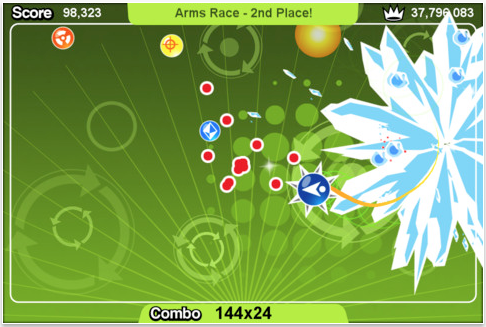 Score 98,323
Arms Race - 2nd Place!
37,796,083
Combo 144x24